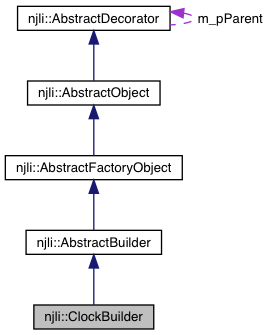 njli::AbstractDecorator
m_pParent
njli::AbstractObject
njli::AbstractFactoryObject
njli::AbstractBuilder
njli::ClockBuilder